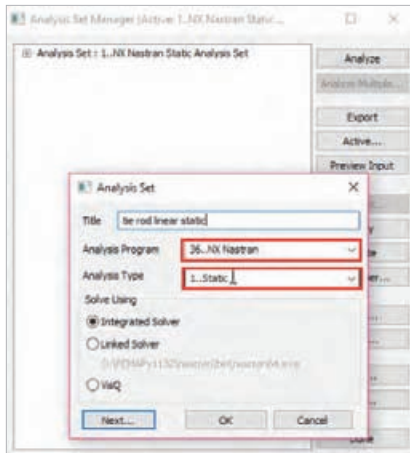 Analysis Set Manager (Active: 1..NX Nastran Static...
Analysis Set : 1..NX Nastran Static Analysis Set
Analyze
Analyze Multiple...
Export
Active...
Preview Input
Analysis Set
Title tie rod linear static
Analysis Program 36..NX Nastran
Analysis Type 1..Static
Solve Using
Integrated Solver
Linked Solver
VisQ
Next...
OK
Cancel
Done